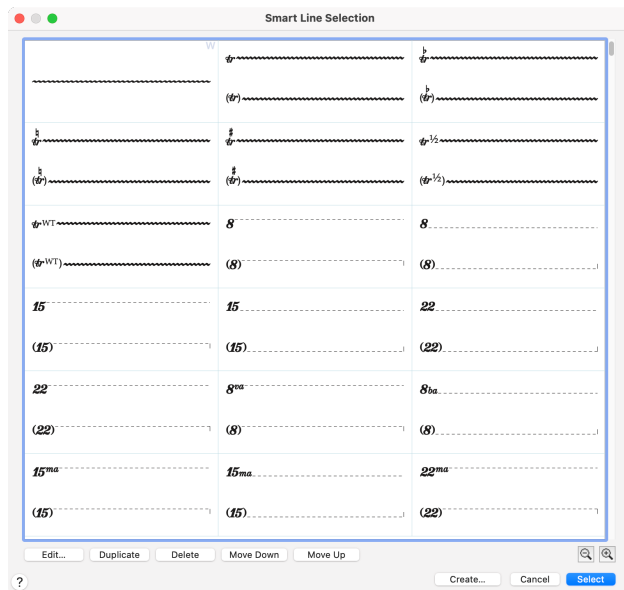 Smart Line Selection
W
tr
♭ tr
(tr)
(♭ tr)
♮ tr
♯ tr
tr½
(♮ tr)
(♯ tr)
(tr½)
trWT
8
8
(trWT)
(8)
(8)
15
15
22
(15)
(15)
(22)
22
8va
8ba
(22)
(8)
(8)
15ma
15ma
22ma
(15)
(15)
(22)
Edit... Duplicate Delete Move Down Move Up
? Create... Cancel Select